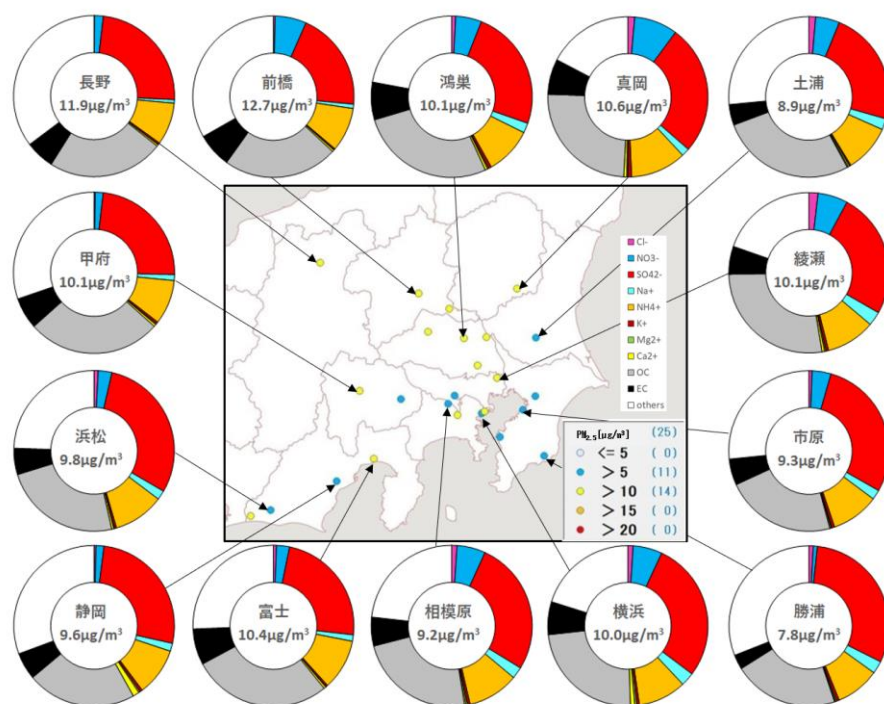 長野
11.9μg/m³
前橋
12.7μg/m³
鴻巣
10.1μg/m³
真岡
10.6μg/m³
土浦
8.9μg/m³
甲府
10.1μg/m³
綾瀬
10.1μg/m³
Cl-
NO3-
SO42-
Na+
NH4+
K+
Mg2+
Ca2+
OC
EC
others
浜松
9.8μg/m³
市原
9.3μg/m³
PM2.5[μg/m³] (25)
<= 5 ( 0)
> 5 (11)
> 10 (14)
> 15 ( 0)
> 20 ( 0)
静岡
9.6μg/m³
富士
10.4μg/m³
相模原
9.2μg/m³
横浜
10.0μg/m³
勝浦
7.8μg/m³